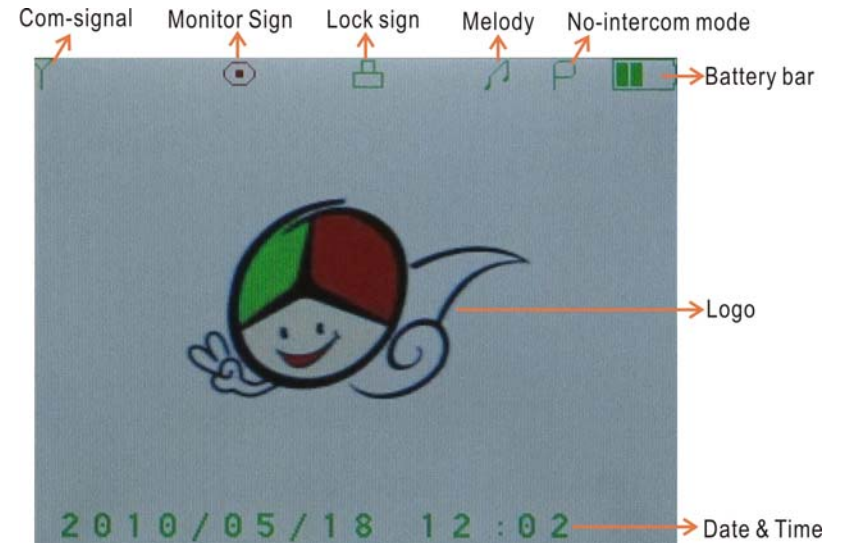 Com-signal Monitor Sign Lock sign Melody No-intercom mode
P
Battery bar
Logo
2010/05/18 12:02
Date & Time